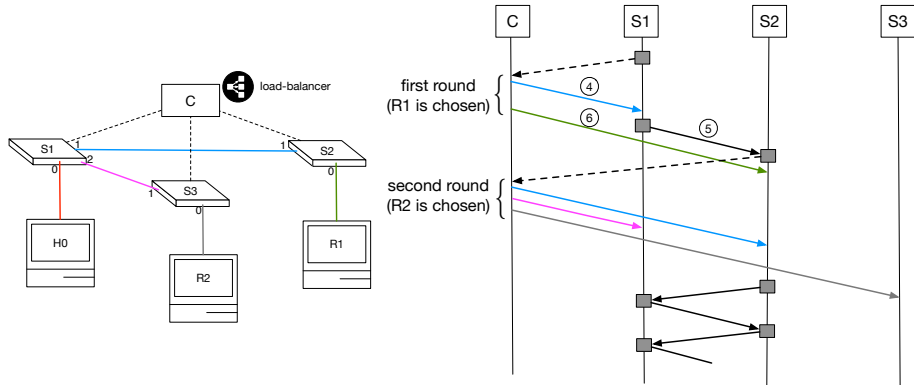 C
load-balancer
S1
1
2
0
1
S2
0
1
S3
0
H0
R2
R1
C
S1
S2
S3
first round
(R1 is chosen)
4
6
5
second round
(R2 is chosen)